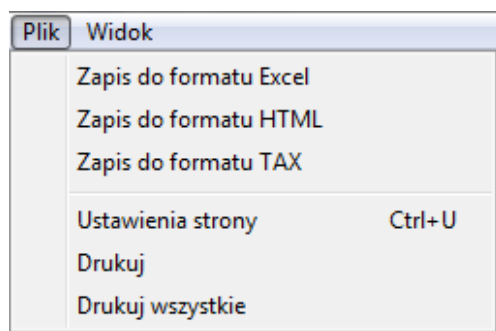 Plik Widok
Zapis do formatu Excel
Zapis do formatu HTML
Zapis do formatu TAX
Ustawienia strony Ctrl+U
Drukuj
Drukuj wszystkie